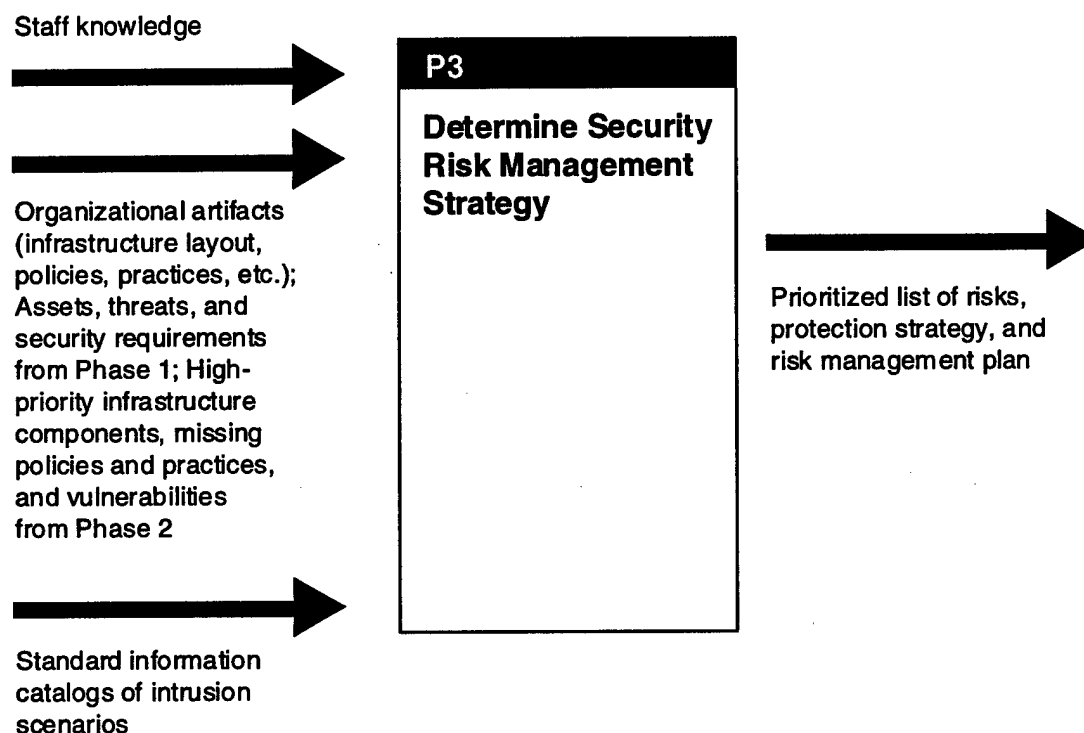 Staff knowledge
P3
Determine Security
Risk Management
Strategy
Organizational artifacts
(infrastructure layout,
policies, practices, etc.);
Assets, threats, and
security requirements
from Phase 1; High-
priority infrastructure
components, missing
policies and practices,
and vulnerabilities
from Phase 2
Standard information
catalogs of intrusion
scenarios
Prioritized list of risks,
protection strategy, and
risk management plan